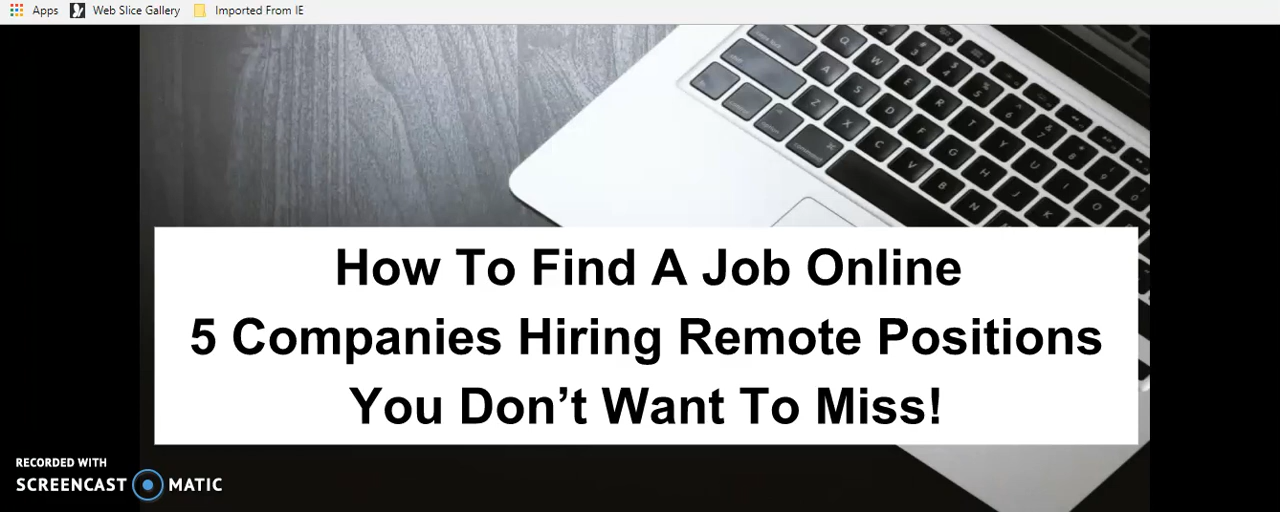 Apps Web Slice Gallery Imported From IE
How To Find A Job Online
5 Companies Hiring Remote Positions
You Don’t Want To Miss!
RECORDED WITH
SCREENCAST MATIC